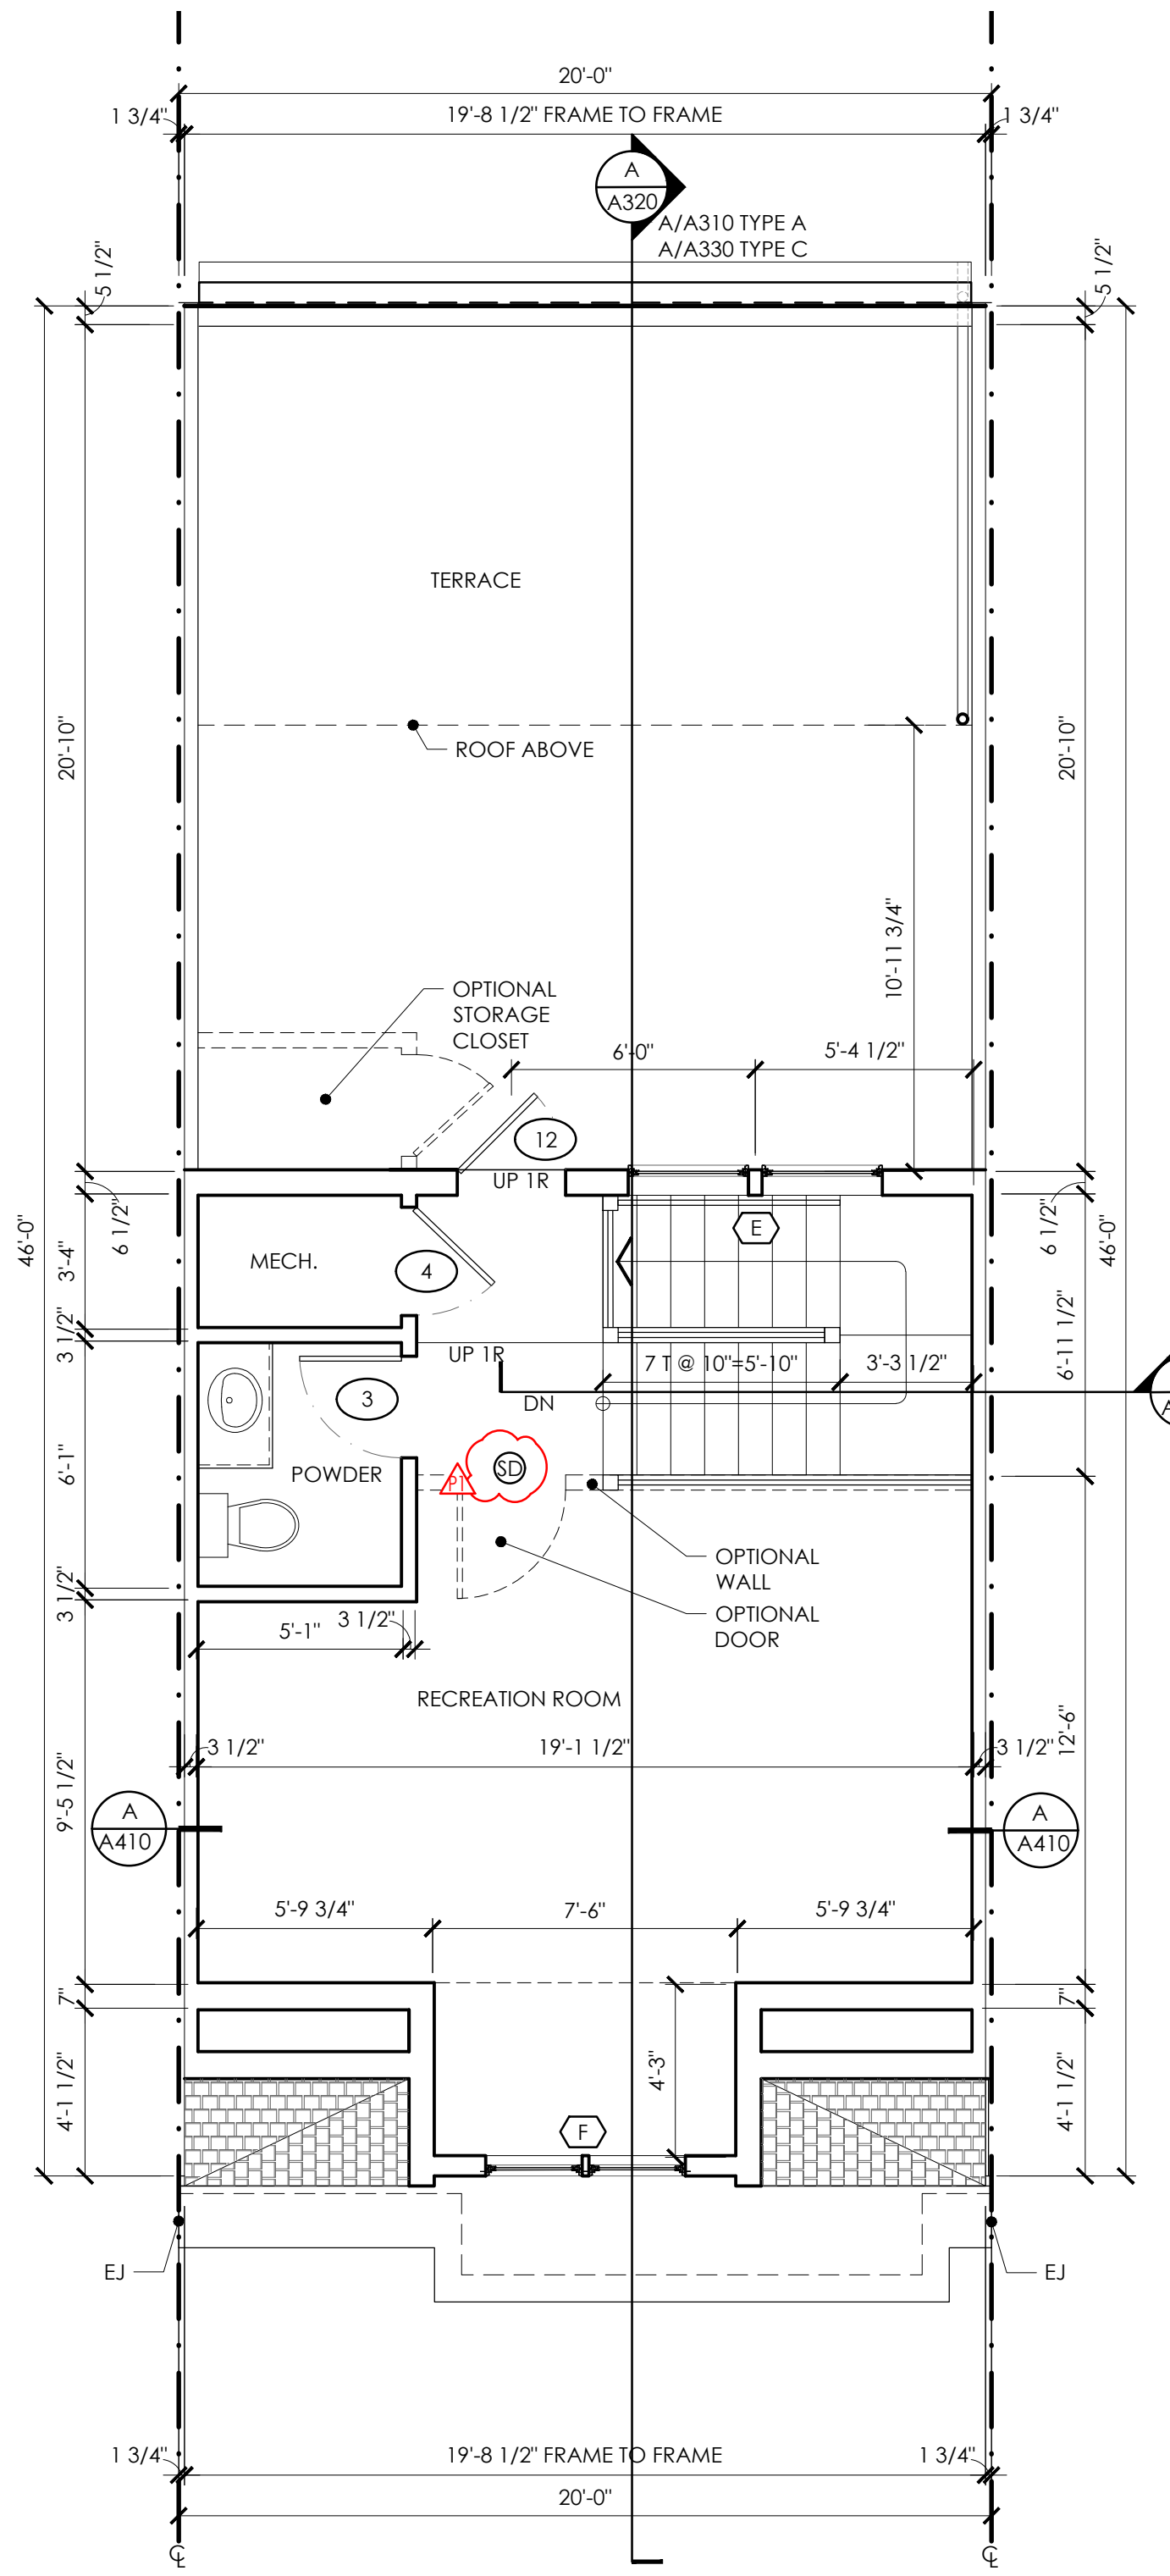 20'-0"
1 3/4"
19'-8 1/2" FRAME TO FRAME
1 3/4"
A
A320
A/A310 TYPE A
A/A330 TYPE C
5 1/2"
5 1/2"
TERRACE
20'-10"
ROOF ABOVE
20'-10"
10'-11 3/4"
OPTIONAL
STORAGE
CLOSET
6'-0"
5'-4 1/2"
12
UP 1R
46'-0"
6 1/2"
3'-4"
MECH.
4
E
6 1/2"
46'-0"
3 1/2"
UP 1R
7 T @ 10"=5'-10"
3'-3 1/2"
6'-11 1/2"
3
DN
A
6'-1"
POWDER
P1
SD
OPTIONAL
WALL
OPTIONAL
DOOR
3 1/2"
5'-1"
3 1/2"
RECREATION ROOM
3 1/2"
19'-1 1/2"
3 1/2"
12'-6"
9'-5 1/2"
A
A410
A
A410
5'-9 3/4"
7'-6"
5'-9 3/4"
7"
7"
4'-1 1/2"
4'-3"
4'-1 1/2"
F
EJ
EJ
1 3/4"
19'-8 1/2" FRAME TO FRAME
1 3/4"
20'-0"
℄
℄